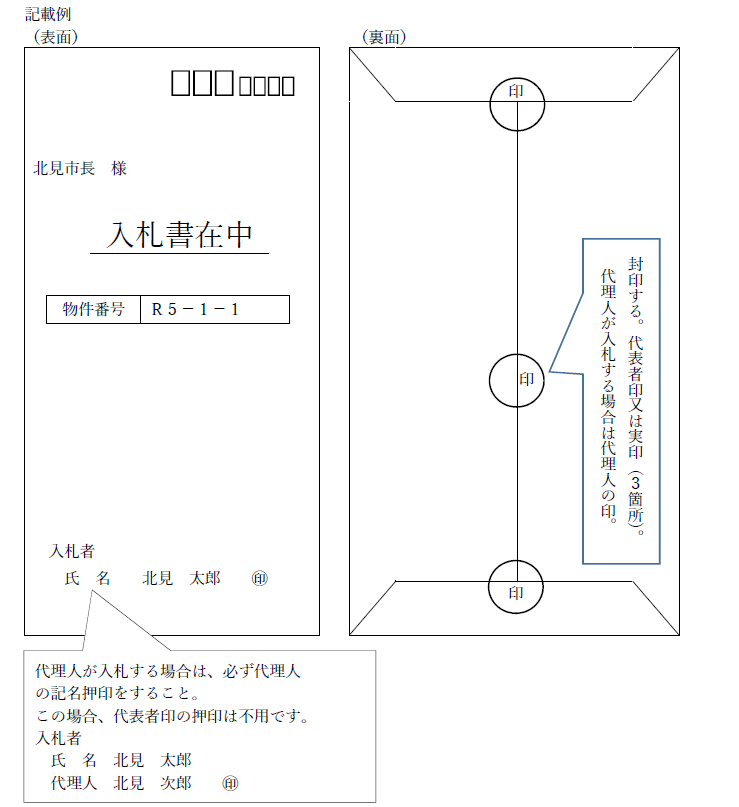 記載例
（表面）
北見市長　様
入札書在中
物件番号　Ｒ５－１－１
入札者
氏　名　　北見　太郎　　㊞
代理人が入札する場合は、必ず代理人
の記名押印をすること。
この場合、代表者印の押印は不用です。
入札者
氏　名　北見　太郎
代理人　北見　次郎　　㊞
（裏面）
印
印
封印する。代表者印又は実印（３箇所）。
代理人が入札する場合は代理人の印。
印